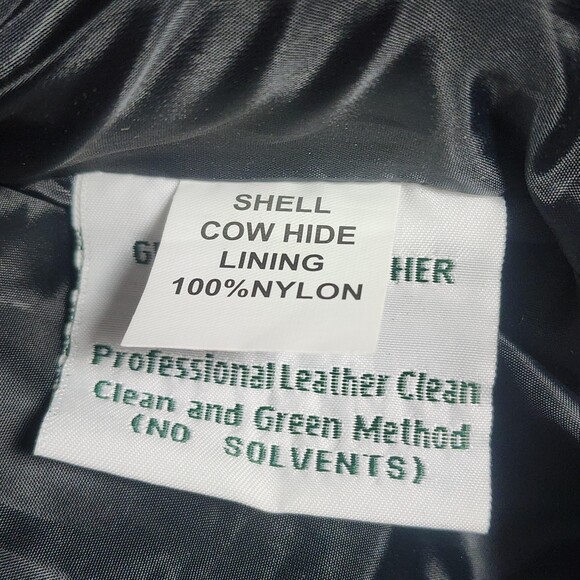 SHELL
COW HIDE
LINING
100%NYLON
Professional Leather Clean
Clean and Green Method
(NO SOLVENTS)